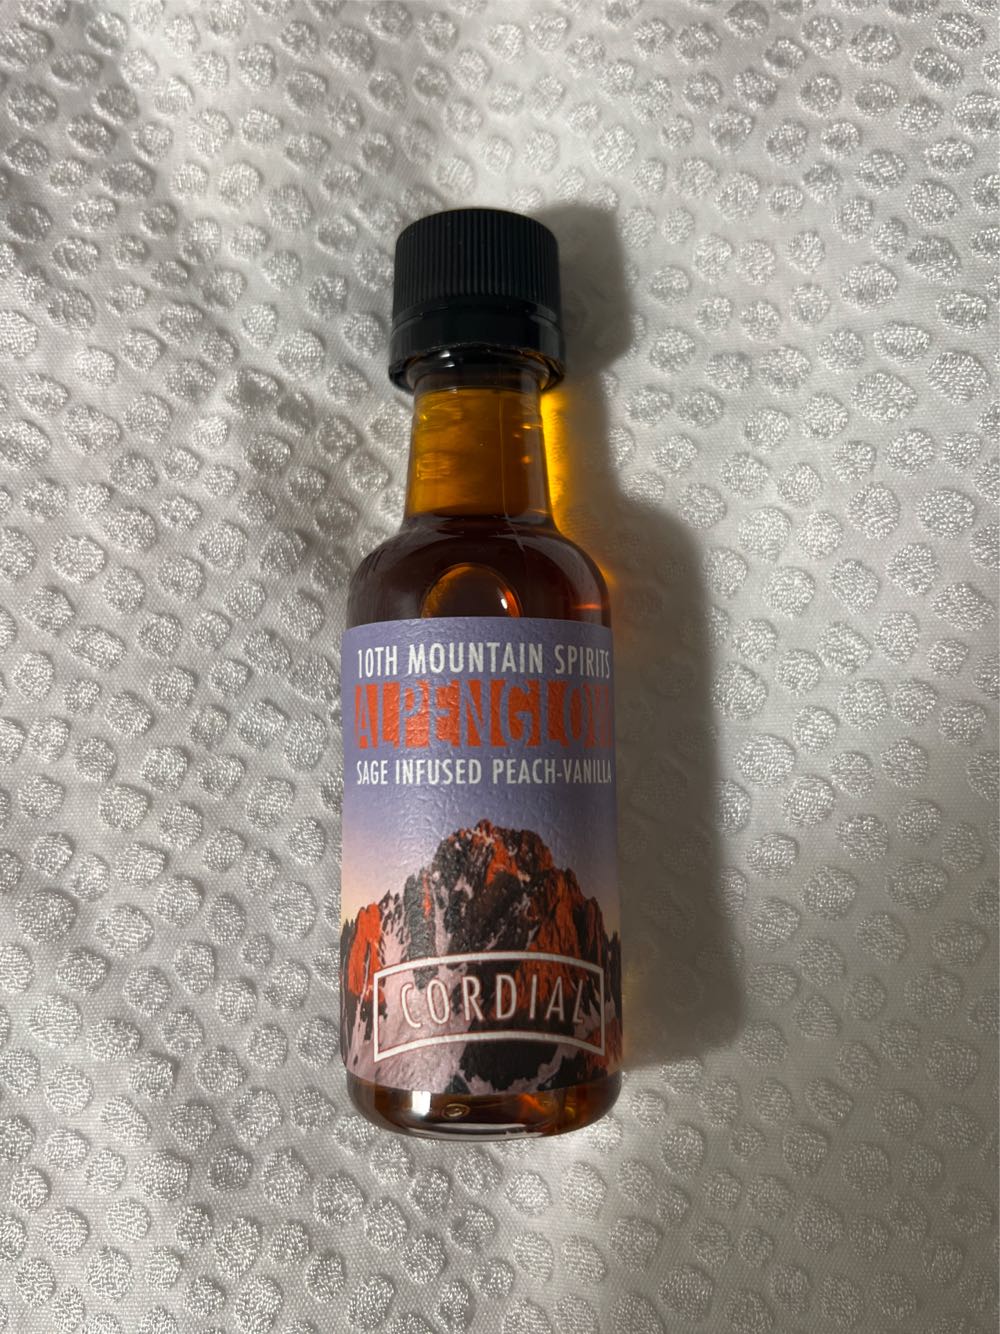 10TH MOUNTAIN SPIRITS
ALPENGLOW
SAGE INFUSED PEACH-VANILLA
CORDIAL